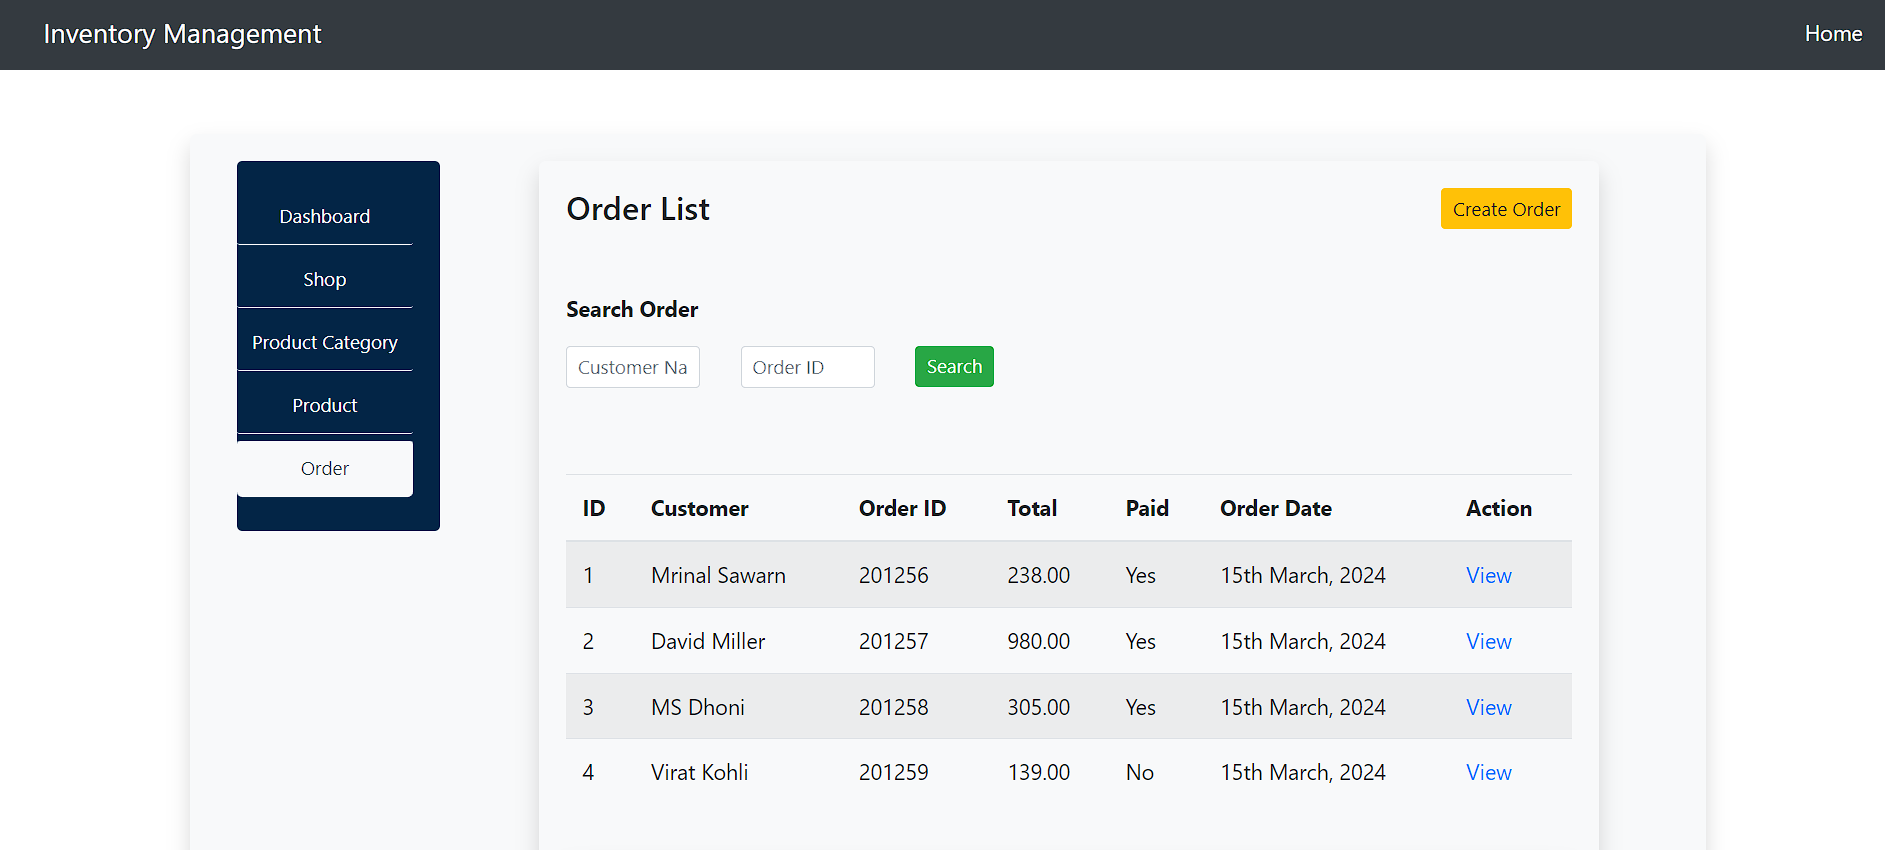 Inventory Management Home
Dashboard
Shop
Product Category
Product
Order
Order List Create Order
Search Order
Customer Na Order ID Search
ID Customer Order ID Total Paid Order Date Action
1 Mrinal Sawarn 201256 238.00 Yes 15th March, 2024 View
2 David Miller 201257 980.00 Yes 15th March, 2024 View
3 MS Dhoni 201258 305.00 Yes 15th March, 2024 View
4 Virat Kohli 201259 139.00 No 15th March, 2024 View